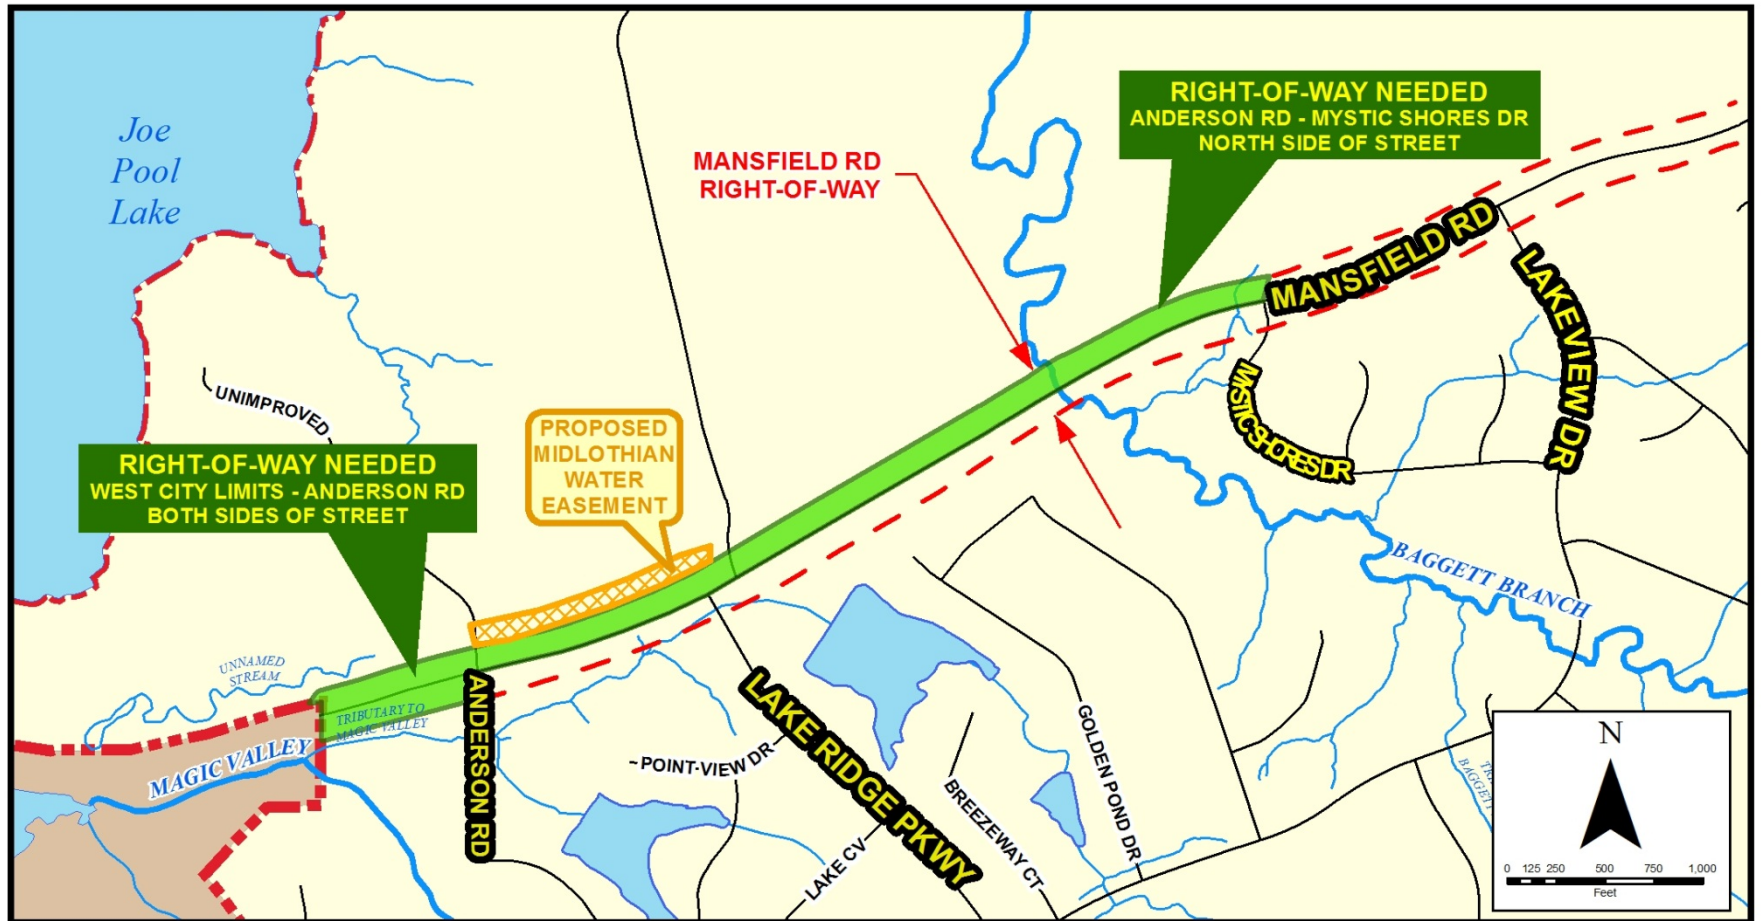 Joe
Pool
Lake
RIGHT-OF-WAY NEEDED
ANDERSON RD - MYSTIC SHORES DR
NORTH SIDE OF STREET
MANSFIELD RD
RIGHT-OF-WAY
MANSFIELD RD
LAKEVIEW DR
MYSTIC SHORES DR
UNIMPROVED
PROPOSED
MIDLOTHIAN
WATER
EASEMENT
RIGHT-OF-WAY NEEDED
WEST CITY LIMITS - ANDERSON RD
BOTH SIDES OF STREET
BAGGETT BRANCH
UNNAMED
STREAM
TRIBUTARY TO
MAGIC VALLEY
MAGIC VALLEY
ANDERSON RD
~POINT-VIEW DR
LAKE RIDGE PKWY
LAKE CV
BREEZEWAY CT
GOLDEN POND DR
BAGGETT
N
0 125 250 500 750 1,000
Feet